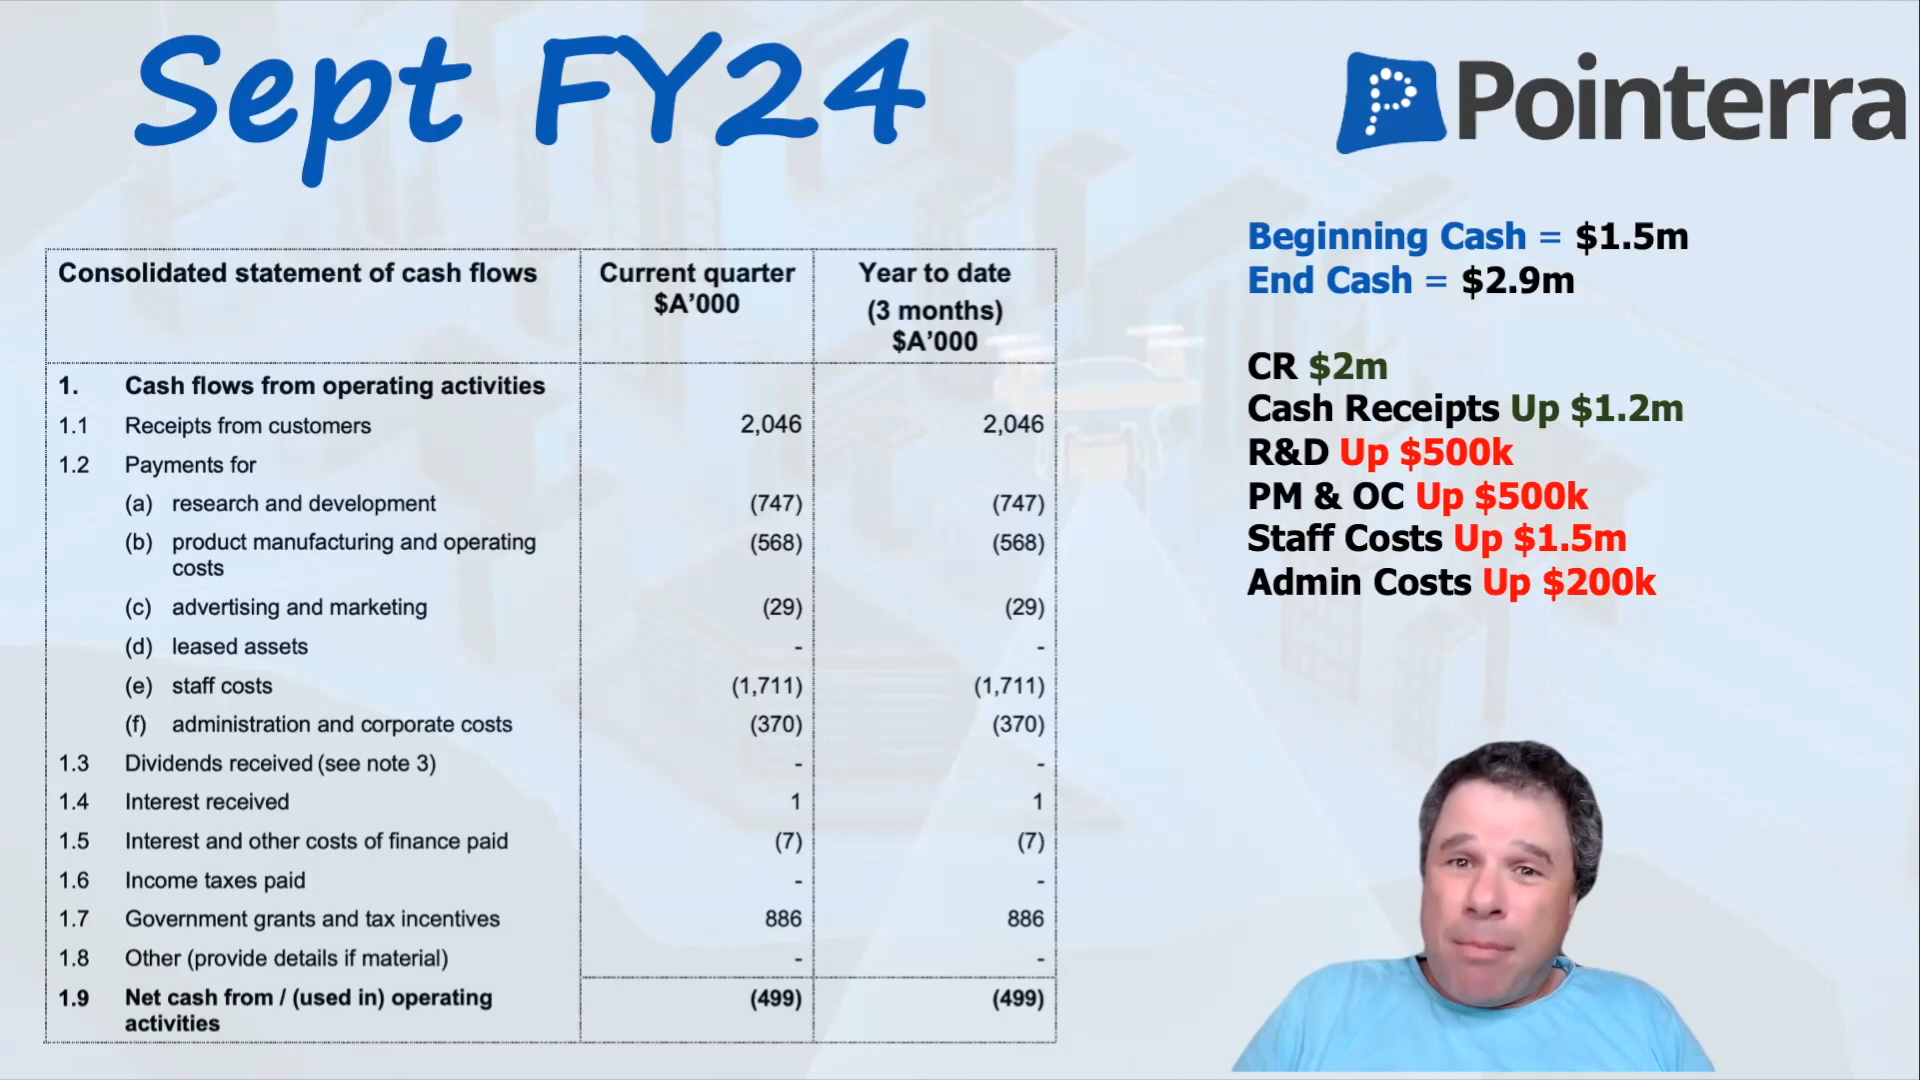 Sept FY24
Pointerra
Consolidated statement of cash flows
Current quarter
$A'000
Year to date
(3 months)
$A'000
1. Cash flows from operating activities
1.1 Receipts from customers 2,046 2,046
1.2 Payments for
(a) research and development (747) (747)
(b) product manufacturing and operating (568) (568)
costs
(c) advertising and marketing (29) (29)
(d) leased assets - -
(e) staff costs (1,711) (1,711)
(f) administration and corporate costs (370) (370)
1.3 Dividends received (see note 3) - -
1.4 Interest received 1 1
1.5 Interest and other costs of finance paid (7) (7)
1.6 Income taxes paid - -
1.7 Government grants and tax incentives 886 886
1.8 Other (provide details if material) - -
1.9 Net cash from / (used in) operating (499) (499)
activities
Beginning Cash = $1.5m
End Cash = $2.9m
CR $2m
Cash Receipts Up $1.2m
R&D Up $500k
PM & OC Up $500k
Staff Costs Up $1.5m
Admin Costs Up $200k